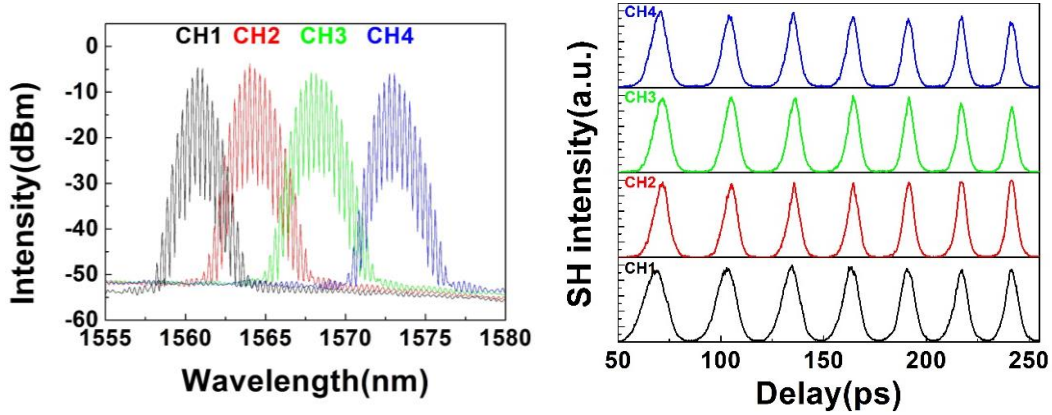 CH1 CH2 CH3 CH4
0
-10
-20
-30
-40
-50
-60
1555 1560 1565 1570 1575 1580
Intensity(dBm)
Wavelength(nm)
CH4
CH3
CH2
CH1
50 100 150 200 250
SH intensity(a.u.)
Delay(ps)